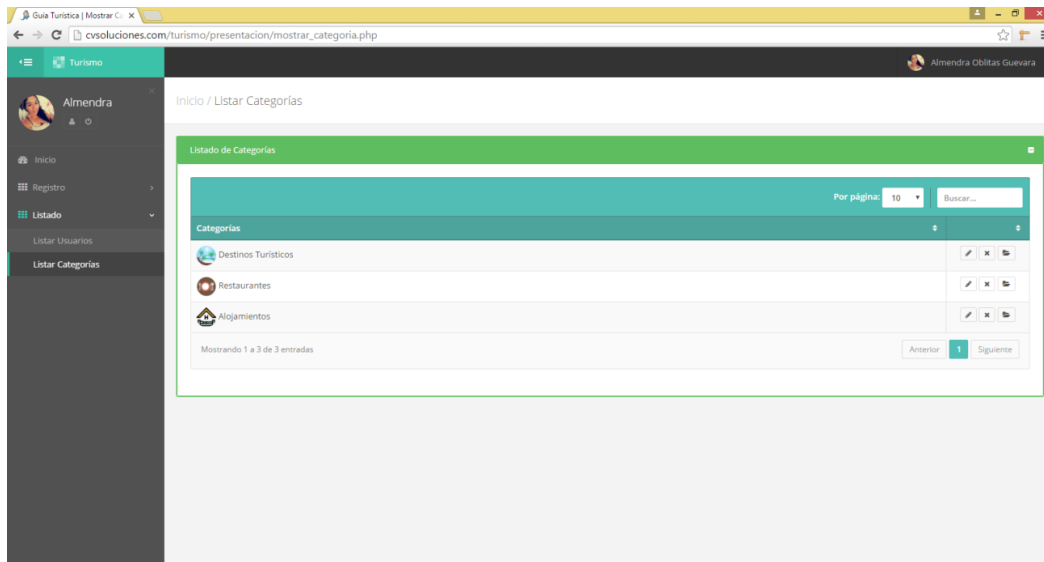 Guía Turística | Mostrar C
cvsoluciones.com/turismo/presentacion/mostrar_categoria.php
Turismo
Almendra Oblitas Guevara
Almendra
Inicio / Listar Categorías
Inicio
Registro
Listado
Listar Usuarios
Listar Categorías
Listado de Categorías
Por página: 10 Buscar...
Categorías
Destinos Turísticos
Restaurantes
Alojamientos
Mostrando 1 a 3 de 3 entradas
Anterior 1 Siguiente